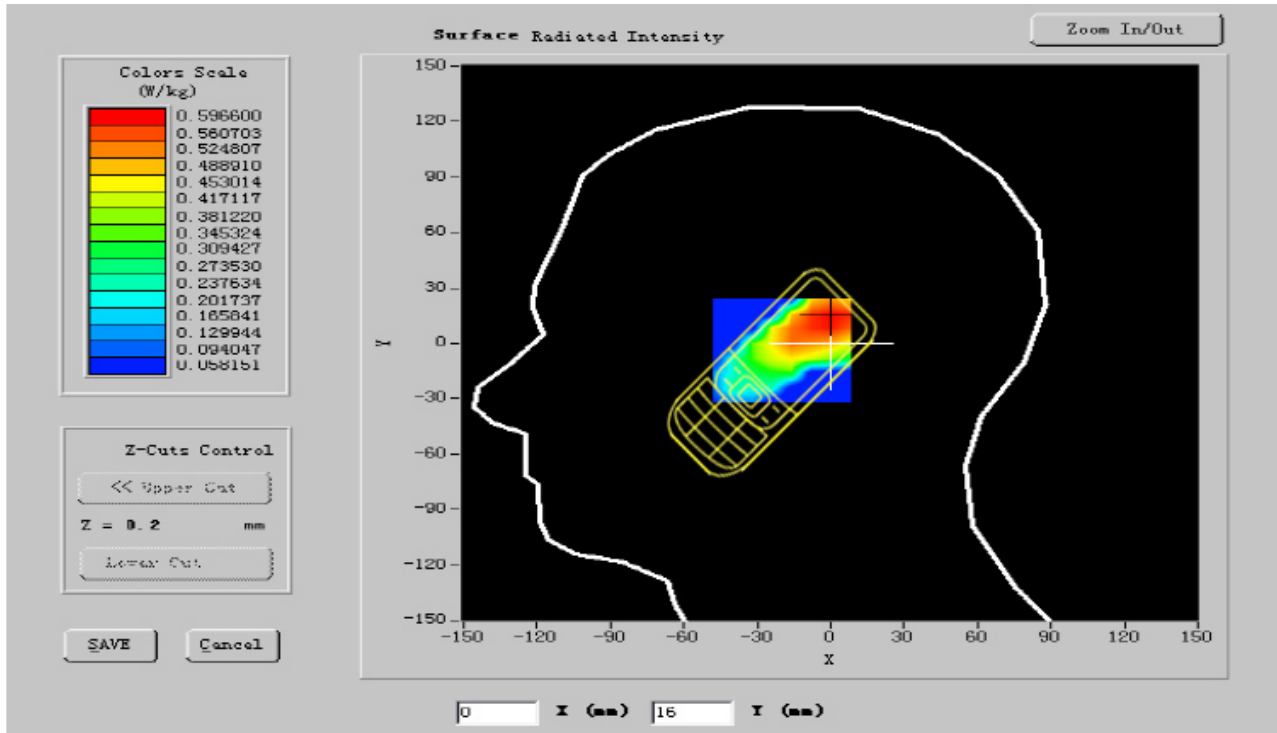 Surface Radiated Intensity
Zoom In/Out
Colors Scale
(W/kg)
0.596600
0.560703
0.524807
0.488910
0.453014
0.417117
0.381220
0.345324
0.309427
0.273530
0.237634
0.201737
0.165841
0.129944
0.094047
0.058151
Z-Cuts Control
<< Upper Cut
Z = 0.2 mm
Lower Cut
SAVE Cancel
150
120
90
60
30
0
-30
-60
-90
-120
-150
Y
-150 -120 -90 -60 -30 0 30 60 90 120 150
X
0 X (mm) 16 Y (mm)